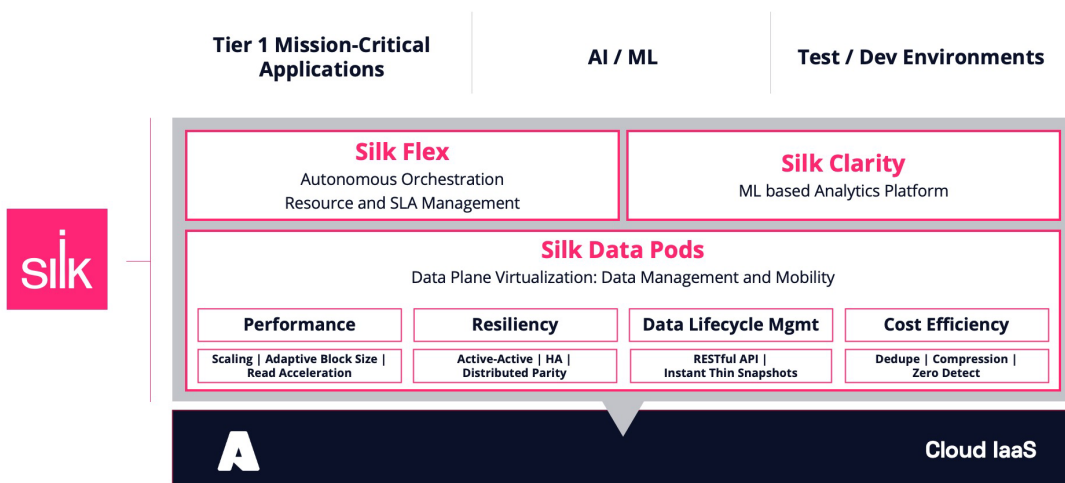 Tier 1 Mission-Critical
Applications
AI / ML
Test / Dev Environments
silk
Silk Flex
Autonomous Orchestration
Resource and SLA Management
Silk Clarity
ML based Analytics Platform
Silk Data Pods
Data Plane Virtualization: Data Management and Mobility
Performance
Resiliency
Data Lifecycle Mgmt
Cost Efficiency
Scaling | Adaptive Block Size |
Read Acceleration
Active-Active | HA |
Distributed Parity
RESTful API |
Instant Thin Snapshots
Dedupe | Compression |
Zero Detect
A
Cloud IaaS